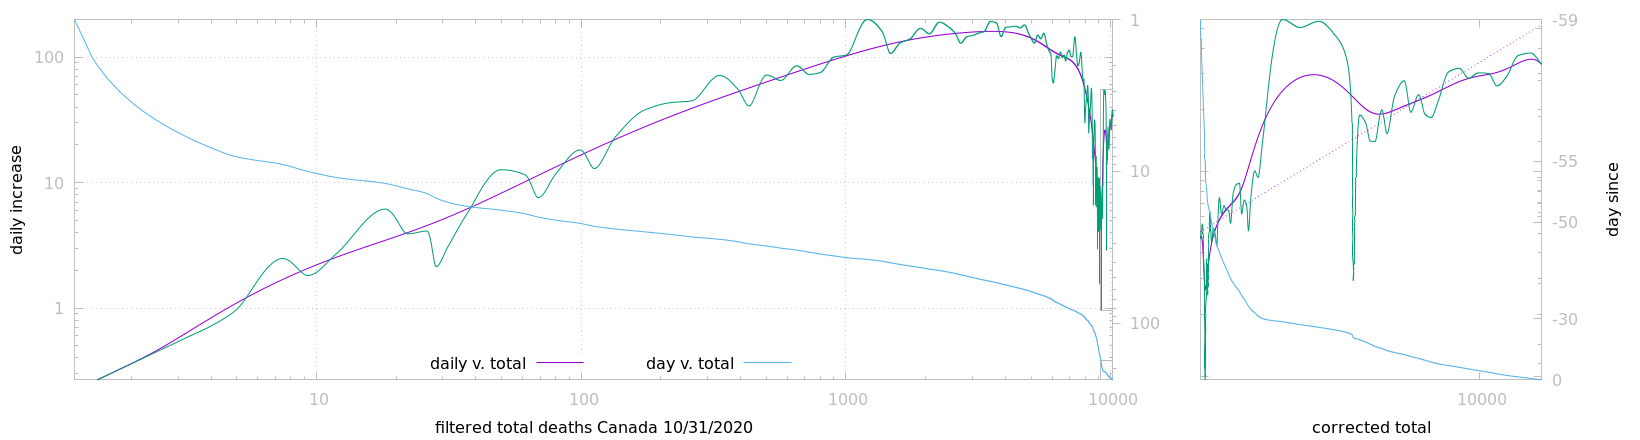 100
10
1
daily increase
10
100
1000
10000
filtered total deaths Canada 10/31/2020
daily v. total
day v. total
1
10
100
-59
-55
-50
-30
0
day since
10000
corrected total